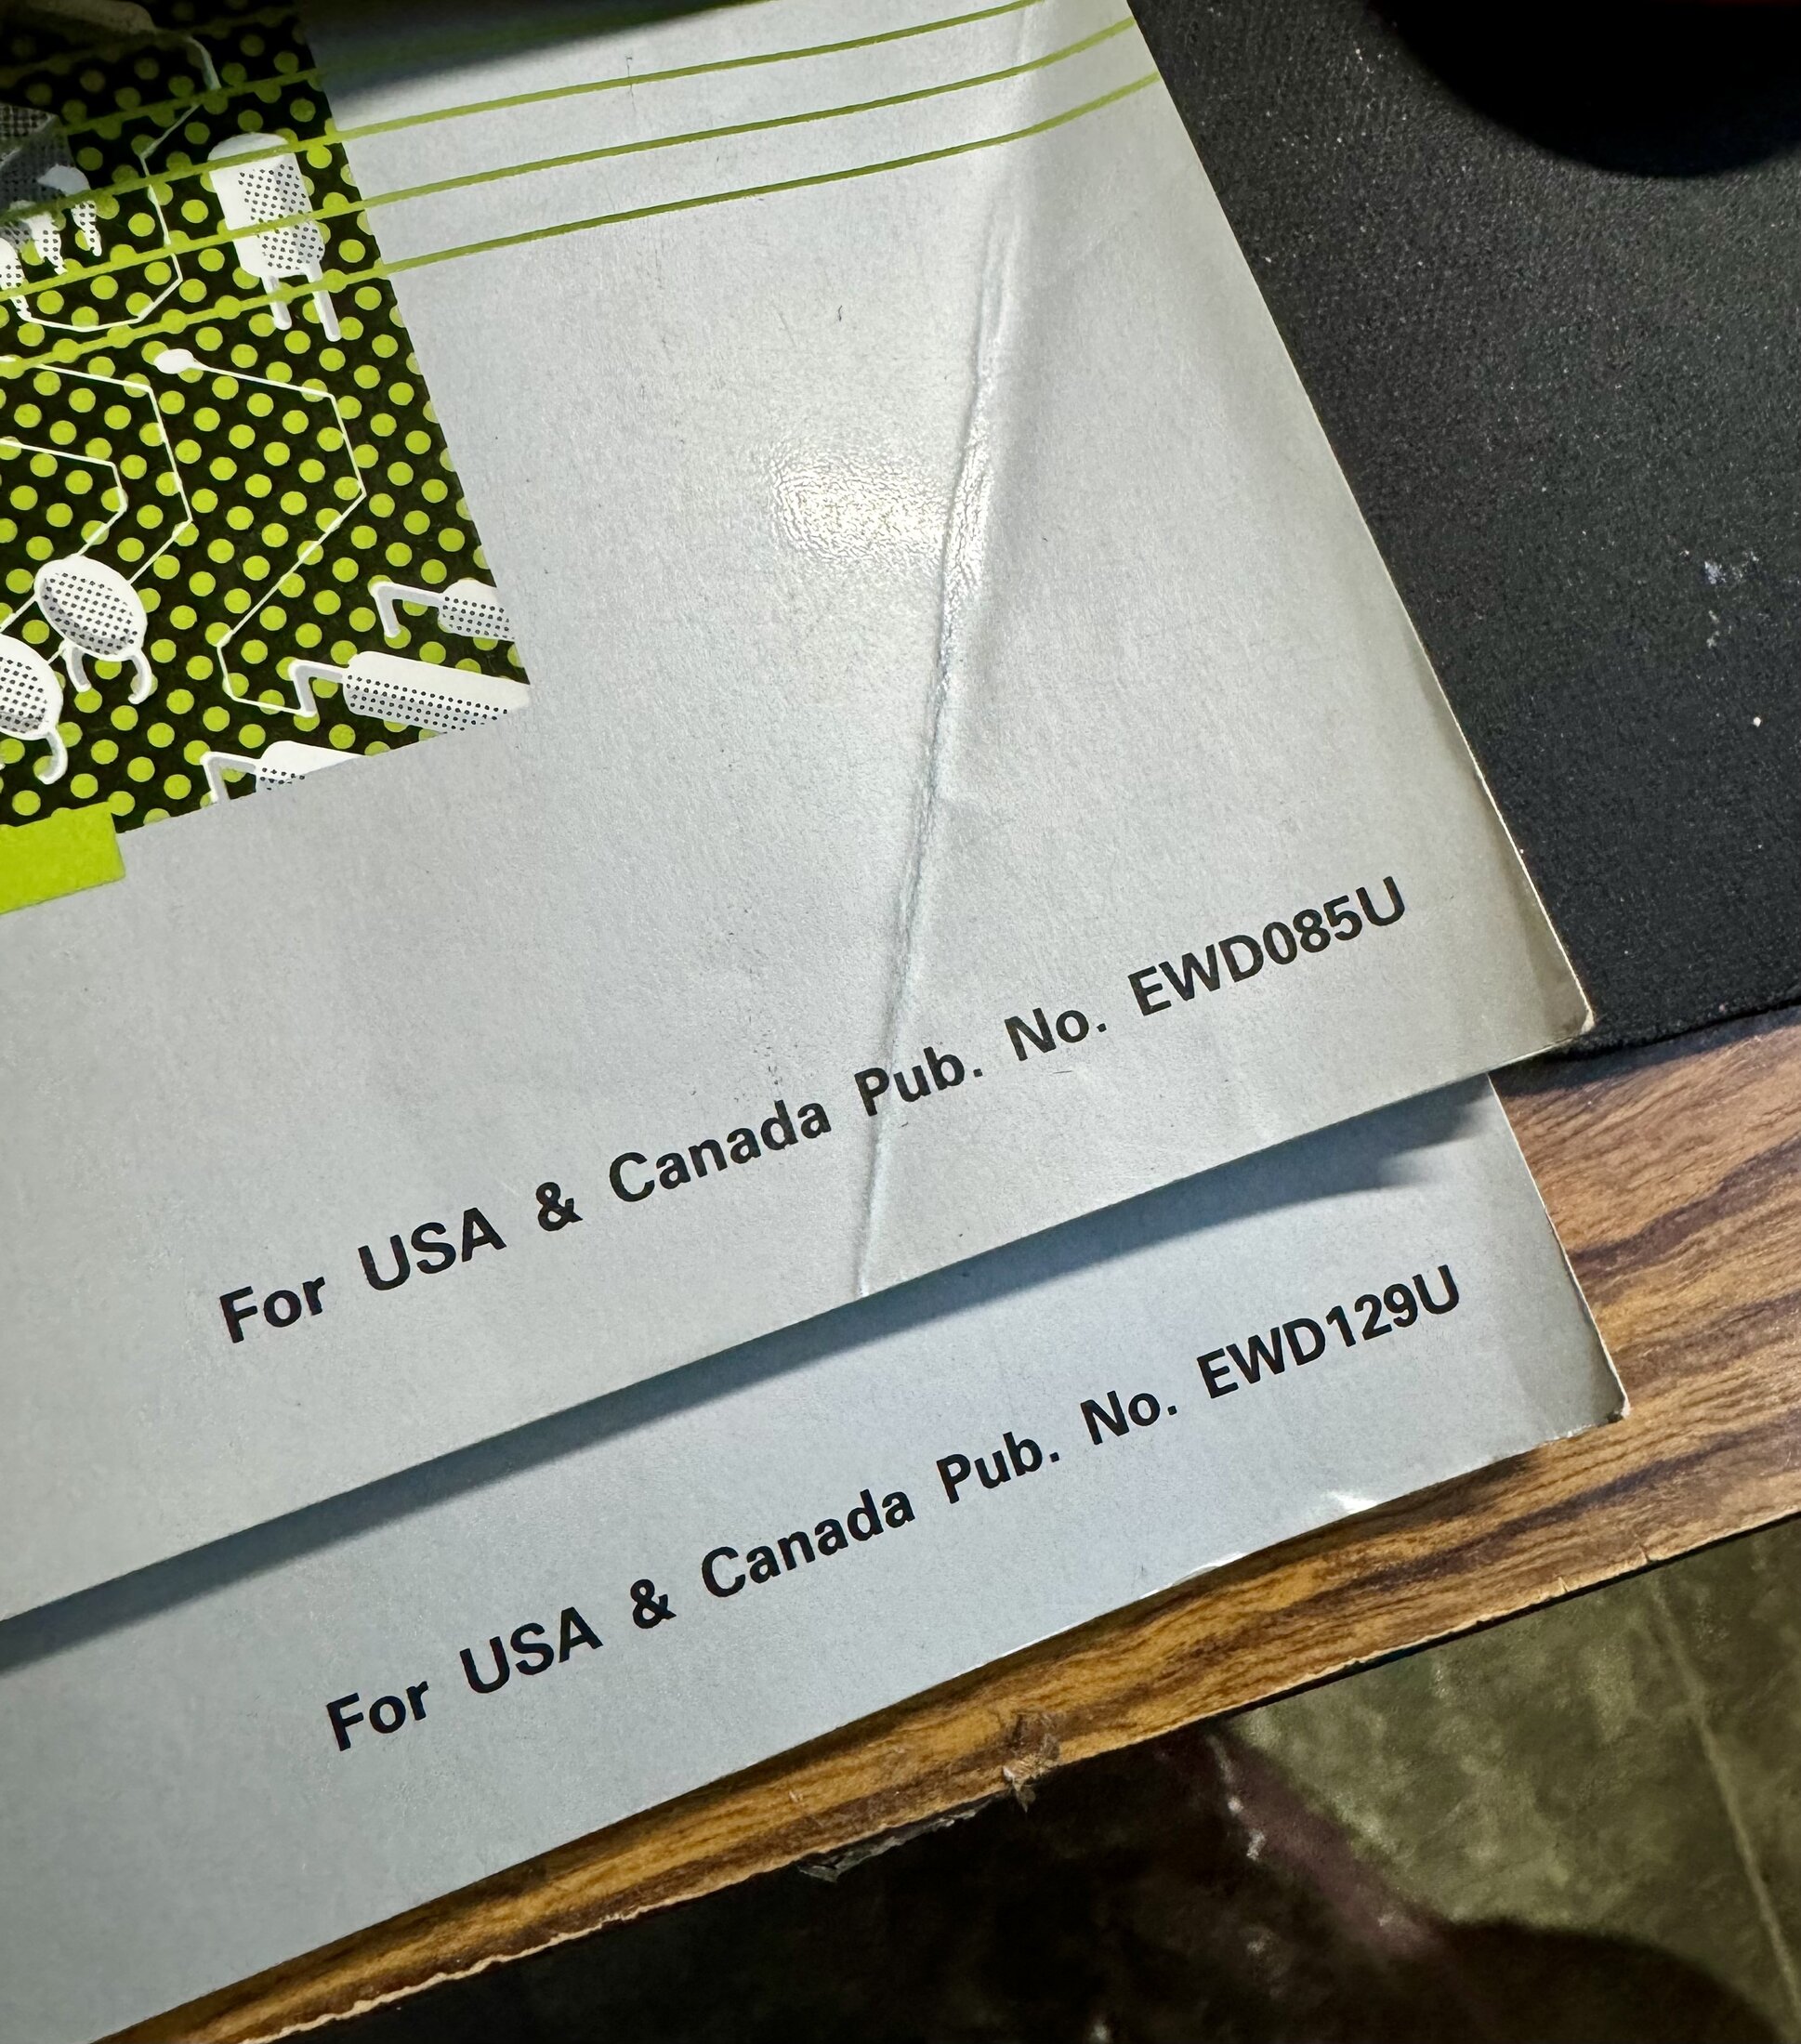 For USA & Canada Pub. No. EWD085U
For USA & Canada Pub. No. EWD129U